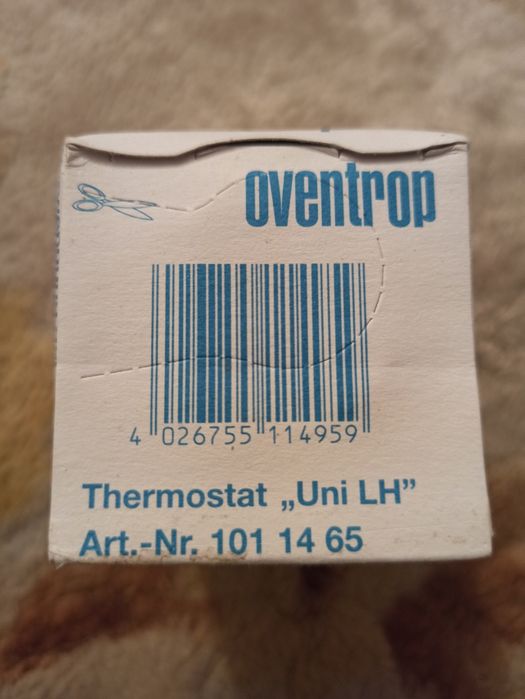 oventrop
4 026755 114959
Thermostat „Uni LH”
Art.-Nr. 101 14 65